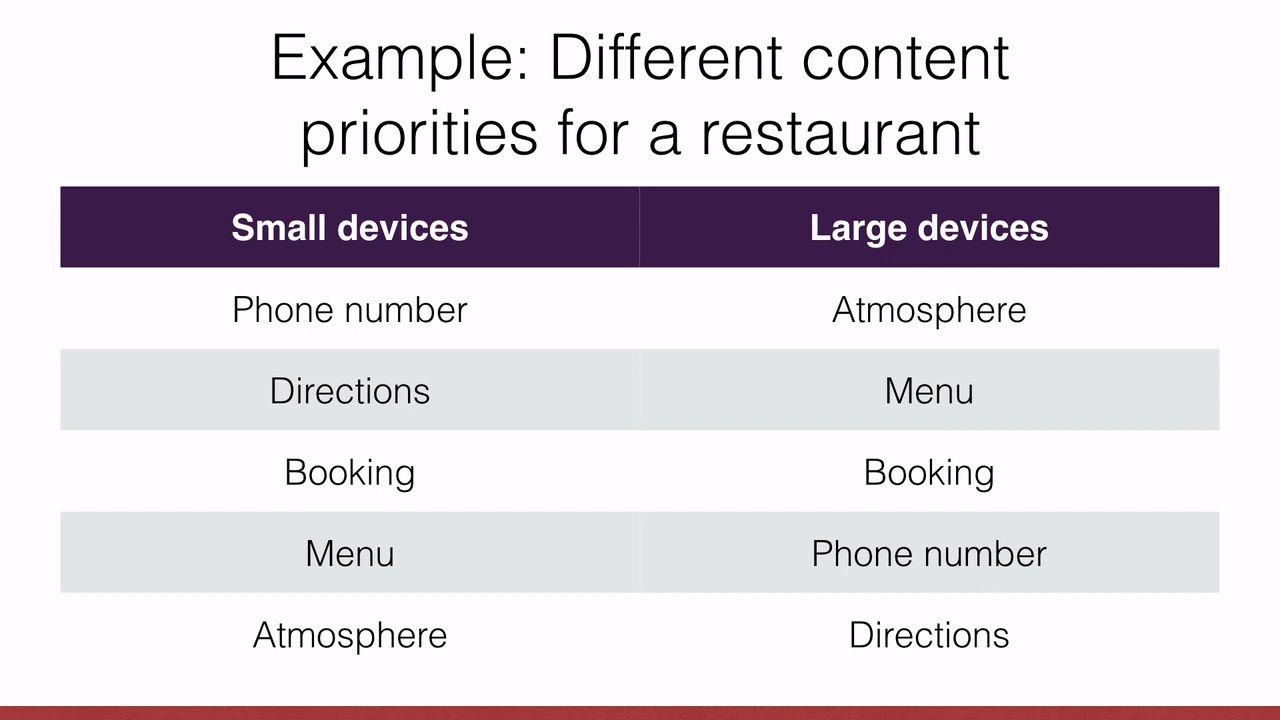 Example: Different content
priorities for a restaurant
Small devices Large devices
Phone number Atmosphere
Directions Menu
Booking Booking
Menu Phone number
Atmosphere Directions